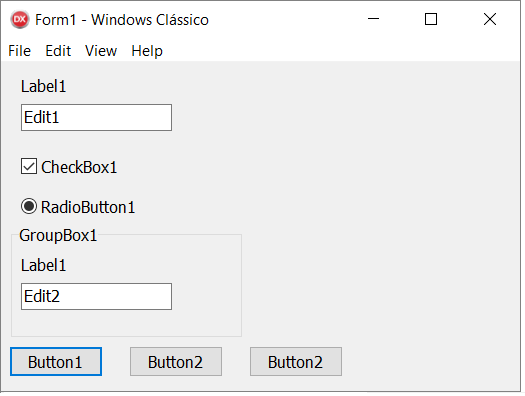 DX Form1 - Windows Clássico
File Edit View Help
Label1
Edit1
CheckBox1
RadioButton1
GroupBox1
Label1
Edit2
Button1 Button2 Button2